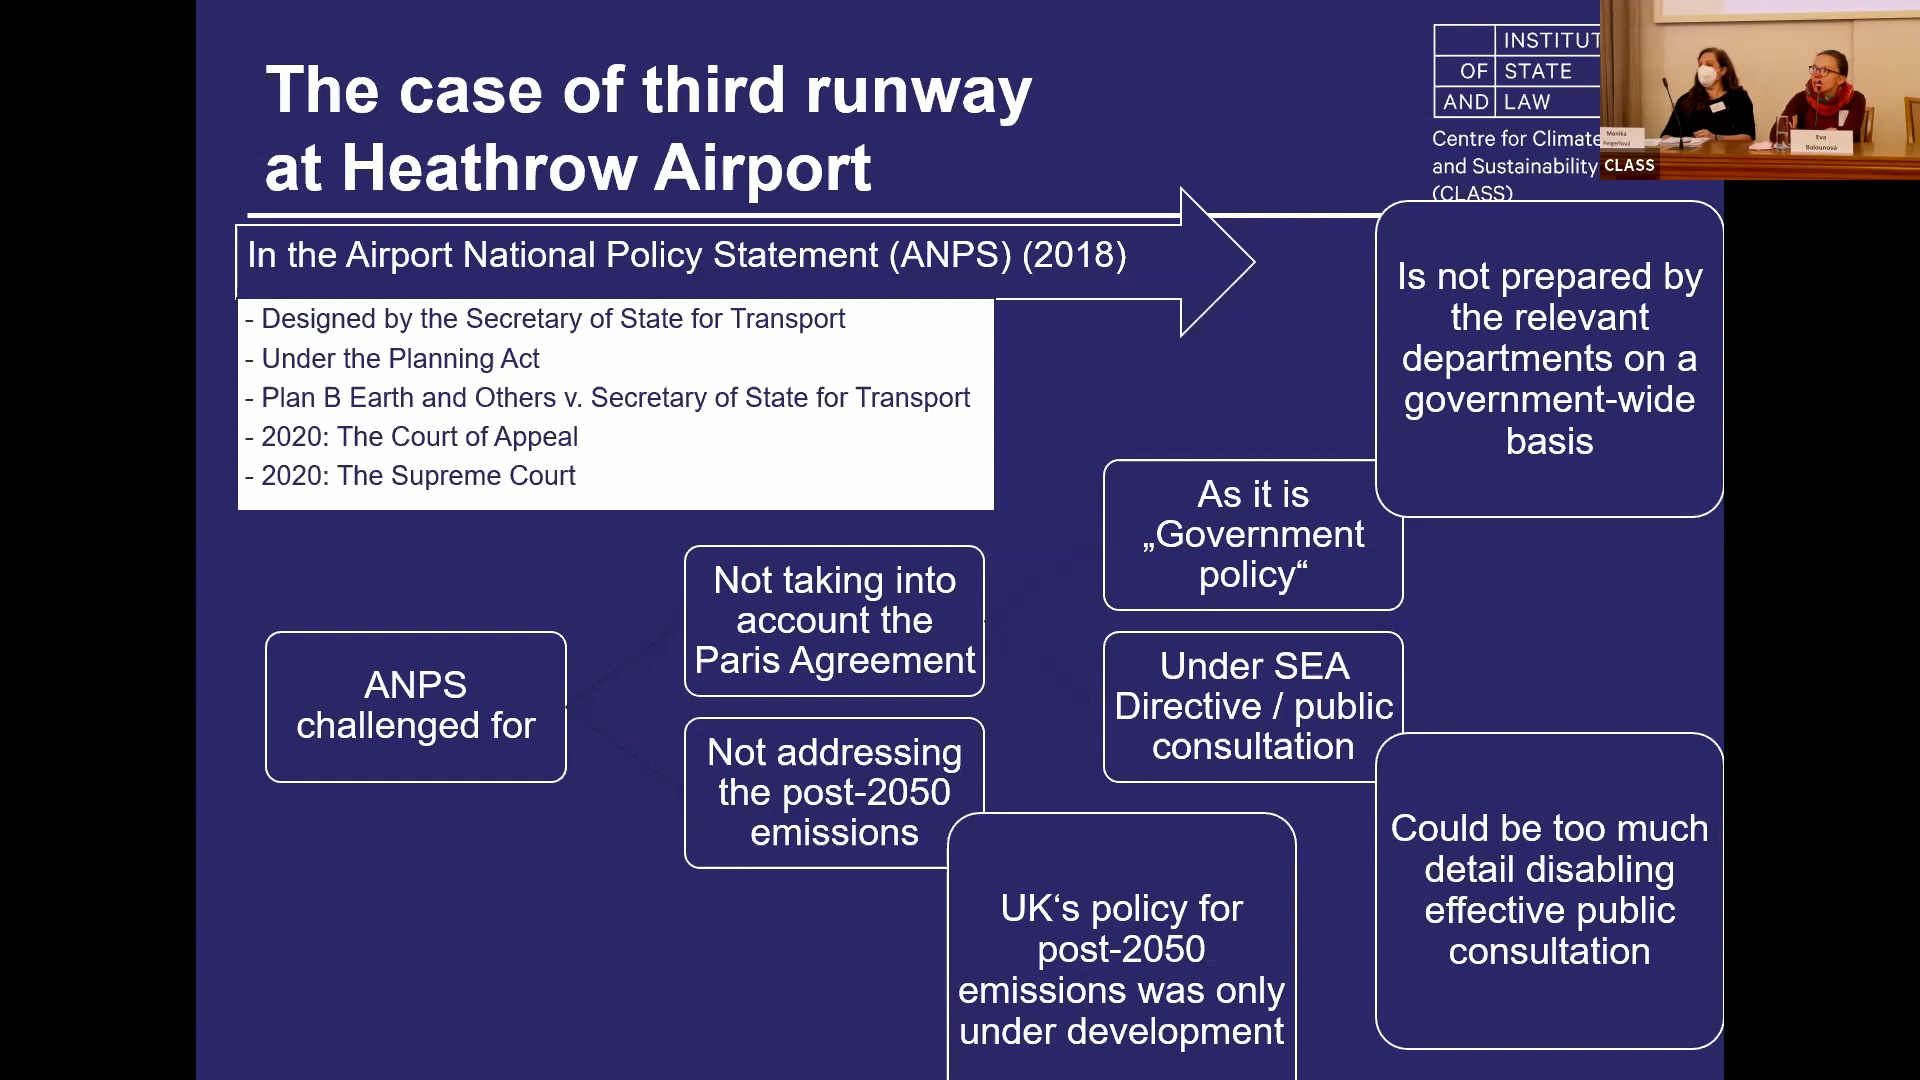 The case of third runway
at Heathrow Airport
INSTITUT
OF STATE
AND LAW
Centre for Climate
and Sustainability
(CLASS)
Monika
Feigerlová
Eva
Balounová
CLASS
In the Airport National Policy Statement (ANPS) (2018)
- Designed by the Secretary of State for Transport
- Under the Planning Act
- Plan B Earth and Others v. Secretary of State for Transport
- 2020: The Court of Appeal
- 2020: The Supreme Court
Is not prepared by
the relevant
departments on a
government-wide
basis
As it is
„Government
policy“
Not taking into
account the
Paris Agreement
ANPS
challenged for
Under SEA
Directive / public
consultation
Not addressing
the post-2050
emissions
UK‘s policy for
post-2050
emissions was only
under development
Could be too much
detail disabling
effective public
consultation